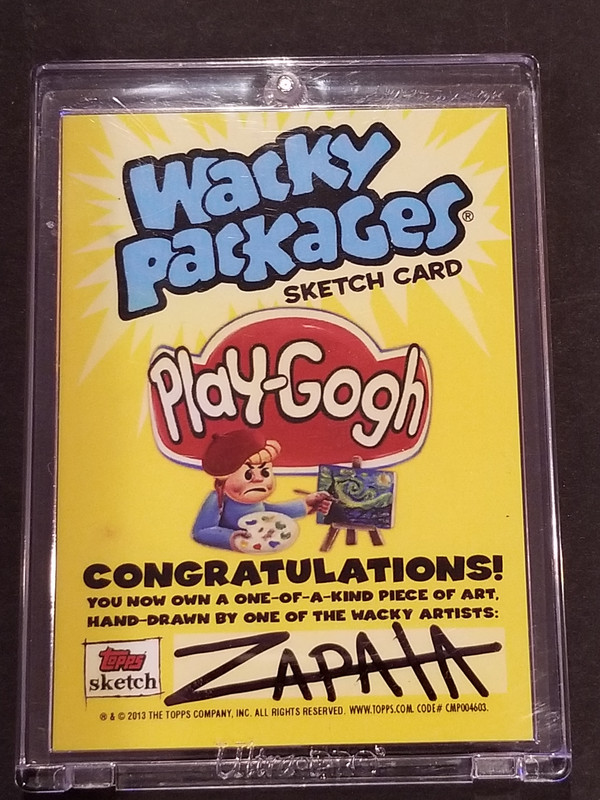 Wacky
Packages®
SKETCH CARD
Play-Gogh
CONGRATULATIONS!
YOU NOW OWN A ONE-OF-A-KIND PIECE OF ART,
HAND-DRAWN BY ONE OF THE WACKY ARTISTS:
topps
sketch
ZAPATA
® & © 2013 THE TOPPS COMPANY, INC. ALL RIGHTS RESERVED. WWW.TOPPS.COM. CODE# CMP004603.